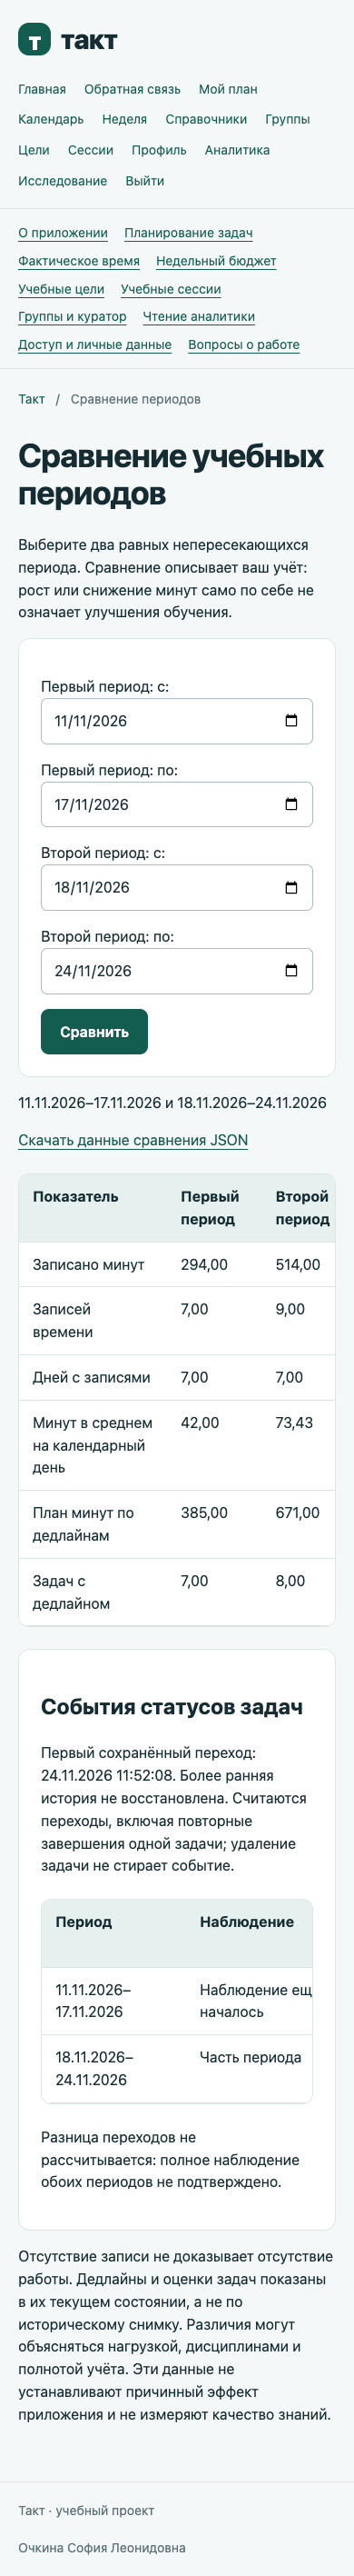 т такт
Главная Обратная связь Мой план
Календарь Неделя Справочники Группы
Цели Сессии Профиль Аналитика
Исследование Выйти
О приложении Планирование задач
Фактическое время Недельный бюджет
Учебные цели Учебные сессии
Группы и куратор Чтение аналитики
Доступ и личные данные Вопросы о работе
Такт / Сравнение периодов
Сравнение учебных
периодов
Выберите два равных непересекающихся
периода. Сравнение описывает ваш учёт:
рост или снижение минут само по себе не
означает улучшения обучения.
Первый период: с:
11/11/2026
Первый период: по:
17/11/2026
Второй период: с:
18/11/2026
Второй период: по:
24/11/2026
Сравнить
11.11.2026–17.11.2026 и 18.11.2026–24.11.2026
Скачать данные сравнения JSON
Показатель Первый период Второй период
Записано минут 294,00 514,00
Записей времени 7,00 9,00
Дней с записями 7,00 7,00
Минут в среднем на календарный день 42,00 73,43
План минут по дедлайнам 385,00 671,00
Задач с дедлайном 7,00 8,00
События статусов задач
Первый сохранённый переход:
24.11.2026 11:52:08. Более ранняя
история не восстановлена. Считаются
переходы, включая повторные
завершения одной задачи; удаление
задачи не стирает событие.
Период Наблюдение
11.11.2026–17.11.2026 Наблюдение ещ началось
18.11.2026–24.11.2026 Часть периода
Разница переходов не
рассчитывается: полное наблюдение
обоих периодов не подтверждено.
Отсутствие записи не доказывает отсутствие
работы. Дедлайны и оценки задач показаны
в их текущем состоянии, а не по
историческому снимку. Различия могут
объясняться нагрузкой, дисциплинами и
полнотой учёта. Эти данные не
устанавливают причинный эффект
приложения и не измеряют качество знаний.
Такт · учебный проект
Очкина София Леонидовна